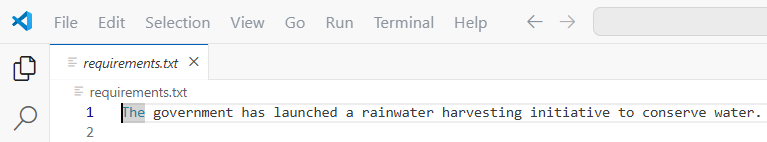 File Edit Selection View Go Run Terminal Help
requirements.txt
requirements.txt
1 The government has launched a rainwater harvesting initiative to conserve water.
2